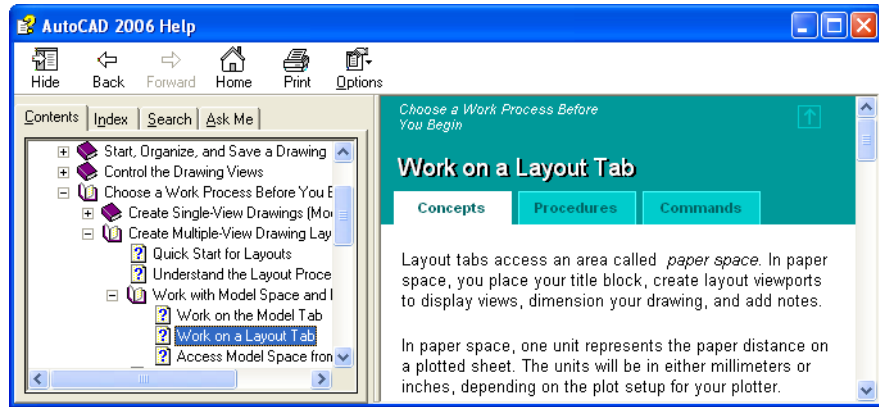 AutoCAD 2006 Help
Hide Back Forward Home Print Options
Contents Index Search Ask Me
Start, Organize, and Save a Drawing
Control the Drawing Views
Choose a Work Process Before You
Create Single-View Drawings
Create Multiple-View Drawing Lay
Quick Start for Layouts
Understand the Layout Proce
Work with Model Space and
Work on the Model Tab
Work on a Layout Tab
Access Model Space from
Choose a Work Process Before
You Begin
Work on a Layout Tab
Concepts Procedures Commands
Layout tabs access an area called paper space. In paper
space, you place your title block, create layout viewports
to display views, dimension your drawing, and add notes.
In paper space, one unit represents the paper distance on
a plotted sheet. The units will be in either millimeters or
inches, depending on the plot setup for your plotter.